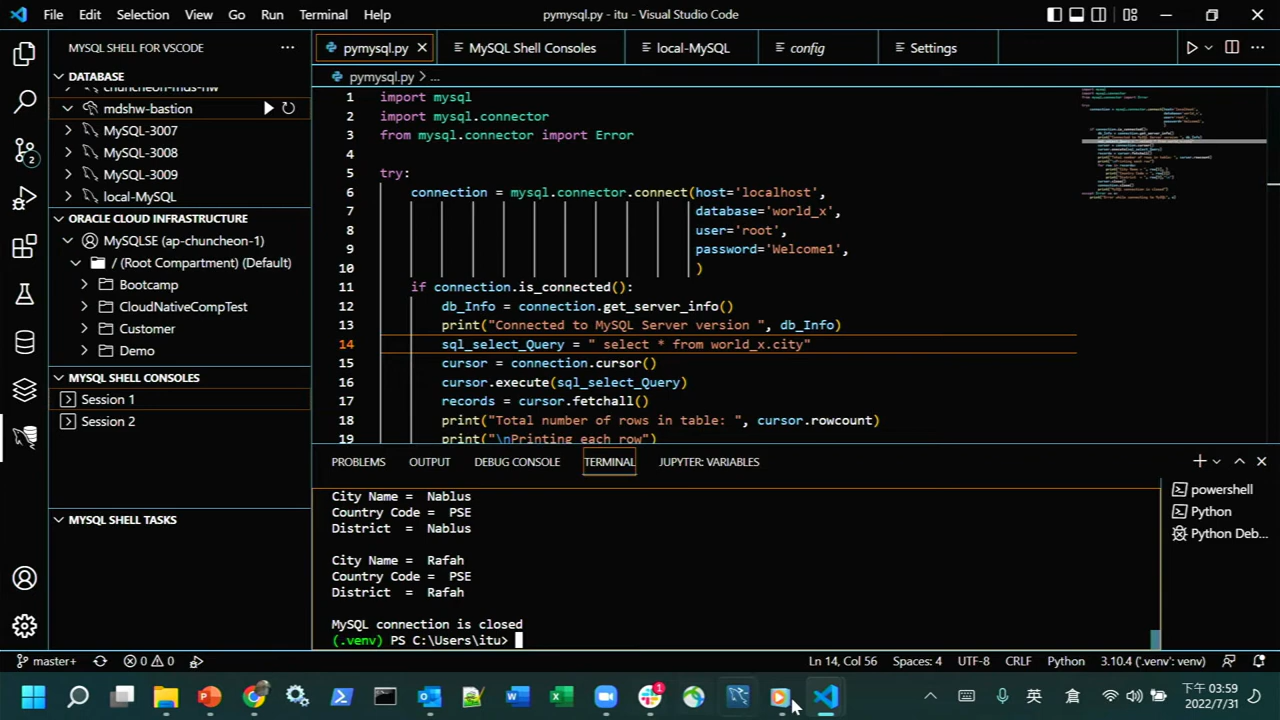 File Edit Selection View Go Run Terminal Help pymysql.py - itu - Visual Studio Code
MYSQL SHELL FOR VSCODE
DATABASE
chuncheon-mds-hw
mdshw-bastion
MySQL-3007
MySQL-3008
MySQL-3009
local-MySQL
ORACLE CLOUD INFRASTRUCTURE
MySQLSE (ap-chuncheon-1)
/ (Root Compartment) (Default)
Bootcamp
CloudNativeCompTest
Customer
Demo
MYSQL SHELL CONSOLES
Session 1
Session 2
MYSQL SHELL TASKS
2
pymysql.py MySQL Shell Consoles local-MySQL config Settings
pymysql.py > ...
1 import mysql
2 import mysql.connector
3 from mysql.connector import Error
4
5 try:
6 connection = mysql.connector.connect(host='localhost',
7 database='world_x',
8 user='root',
9 password='Welcome1',
10 )
11 if connection.is_connected():
12 db_Info = connection.get_server_info()
13 print("Connected to MySQL Server version ", db_Info)
14 sql_select_Query = " select * from world_x.city"
15 cursor = connection.cursor()
16 cursor.execute(sql_select_Query)
17 records = cursor.fetchall()
18 print("Total number of rows in table: ", cursor.rowcount)
19 print("\nPrinting each row")
PROBLEMS OUTPUT DEBUG CONSOLE TERMINAL JUPYTER: VARIABLES
City Name = Nablus
Country Code = PSE
District = Nablus
City Name = Rafah
Country Code = PSE
District = Rafah
MySQL connection is closed
(.venv) PS C:\Users\itu>
powershell
Python
Python Deb...
master+ 0 0 Ln 14, Col 56 Spaces: 4 UTF-8 CRLF Python 3.10.4 ('.venv': venv)
1 英 倉 下午 03:59
2022/7/31